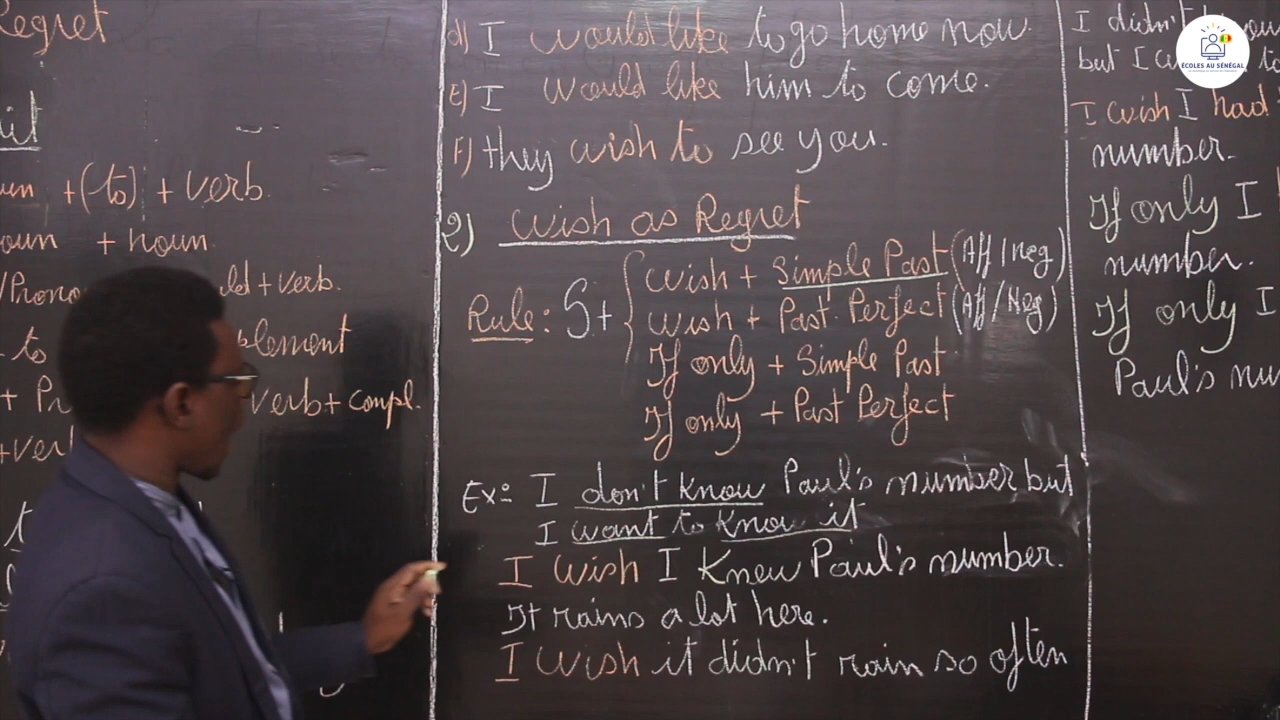 Regret
+ (to) + verb.
+ noun.
+ verb.
to
+ verb + compl.
d) I would like to go home now.
E) I would like him to come.
F) they wish to see you.
2) Wish as Regret
Rule: S + wish + Simple Past (Aff/neg)
wish + Past Perfect (Aff/Neg)
If only + Simple Past
If only + Past Perfect
Ex: I don't know Paul's number but
I want to know it
I wish I knew Paul's number.
It rains a lot here.
I wish it didn't rain so often
I didn't
but I
I wish I had
number.
If only I
number.
If only I
Paul's
ÉCOLES AU SÉNÉGAL